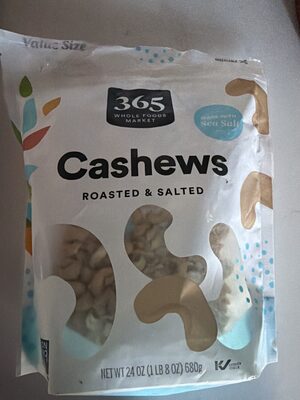 Value Size
365
WHOLE FOODS
MARKET
MADE WITH
Sea Salt
Cashews
ROASTED & SALTED
NET WT 24 OZ (1 LB 8 OZ) 680g